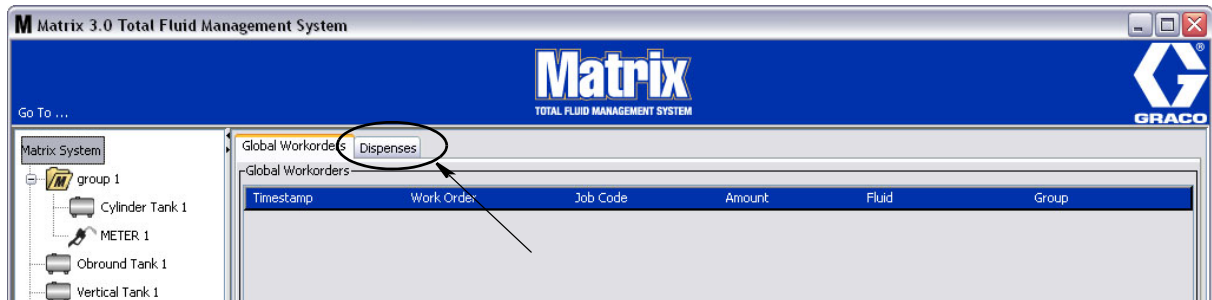 M Matrix 3.0 Total Fluid Management System
Matrix
TOTAL FLUID MANAGEMENT SYSTEM
®
GRACO
Go To ...
Matrix System
group 1
Cylinder Tank 1
METER 1
Obround Tank 1
Vertical Tank 1
Global Workorders Dispenses
Global Workorders
Timestamp Work Order Job Code Amount Fluid Group